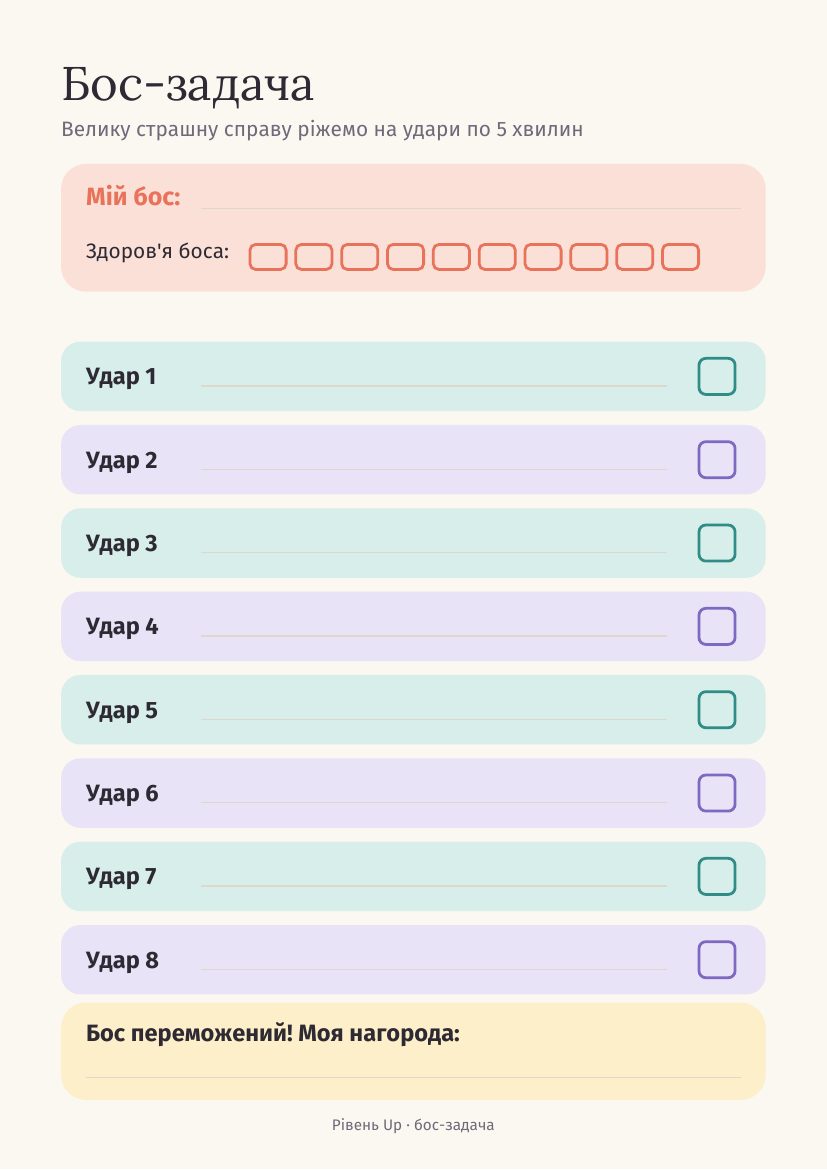 Бос-задача
Велику страшну справу ріжемо на удари по 5 хвилин
Мій бос:
Здоров'я боса:
Удар 1
Удар 2
Удар 3
Удар 4
Удар 5
Удар 6
Удар 7
Удар 8
Бос переможений! Моя нагорода:
Рівень Up · бос-задача